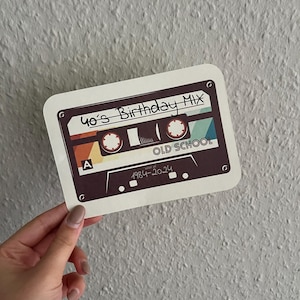 40's Birthday Mix
A
OLD SCHOOL
1984-2024